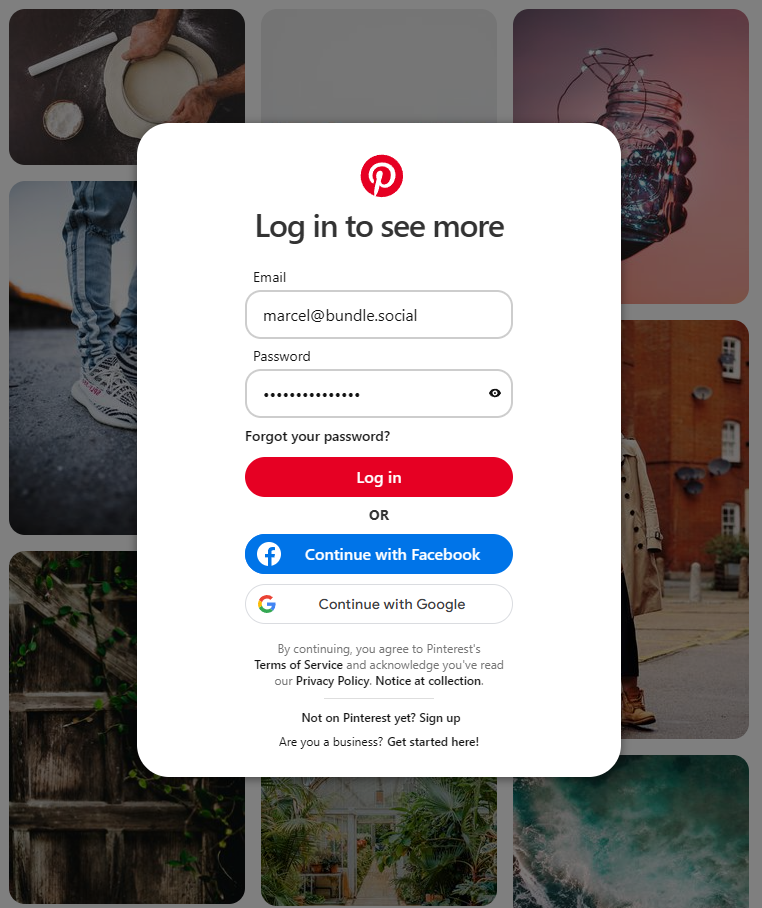 Log in to see more
Email
marcel@bundle.social
Password
•••••••••••••••
Forgot your password?
Log in
OR
Continue with Facebook
Continue with Google
By continuing, you agree to Pinterest's
Terms of Service and acknowledge you've read
our Privacy Policy. Notice at collection.
Not on Pinterest yet? Sign up
Are you a business? Get started here!